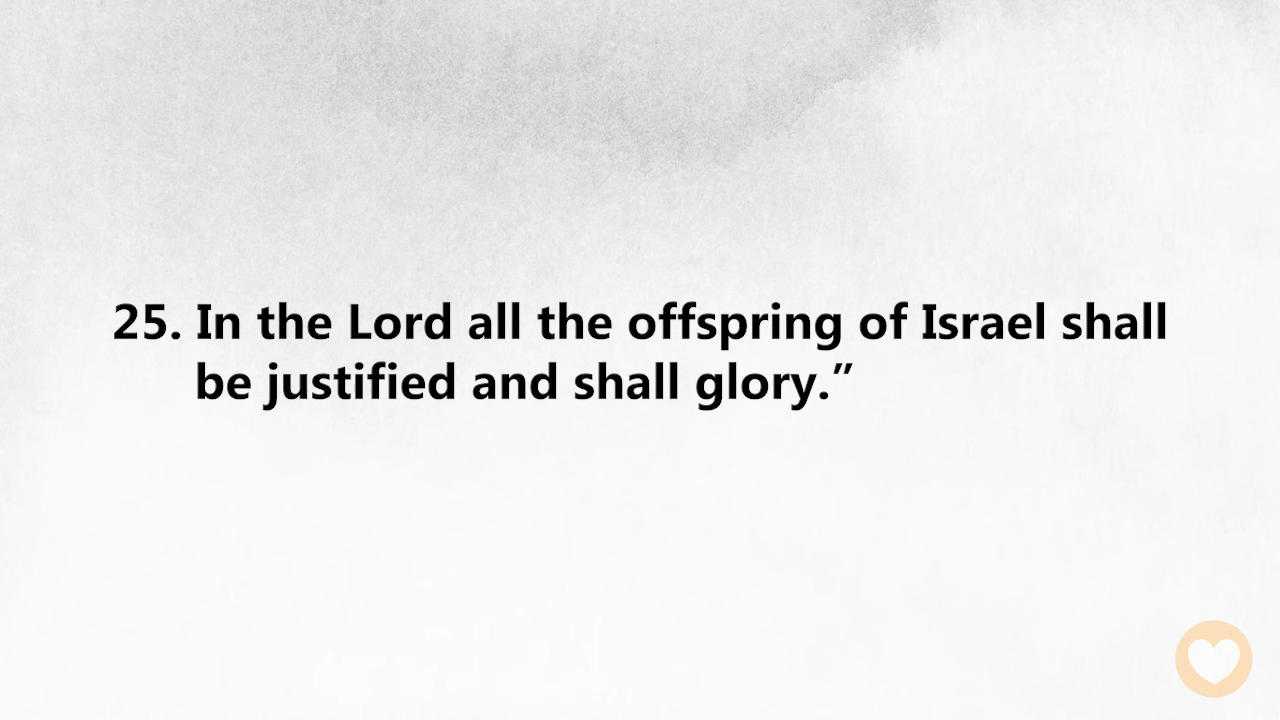 25. In the Lord all the offspring of Israel shall
be justified and shall glory.”